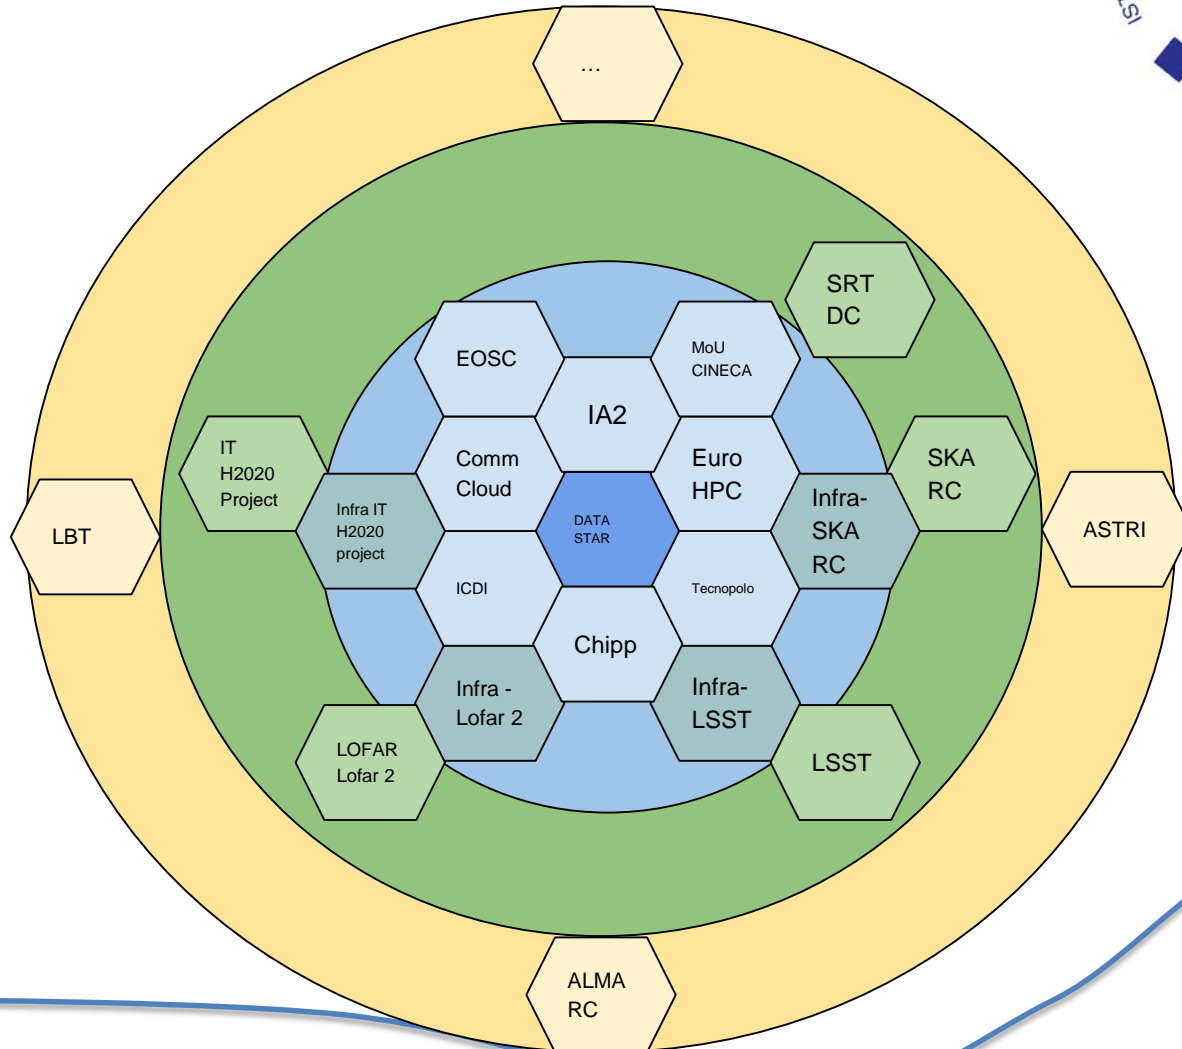 ...
SRT
DC
EOSC
MoU
CINECA
IA2
IT
H2020
Project
Comm
Cloud
Euro
HPC
SKA
RC
Infra IT
H2020
project
DATA
STAR
Infra-
SKA
RC
LBT
ASTRI
ICDI
Tecnopolo
Chipp
Infra -
Lofar 2
Infra-
LSST
LOFAR
Lofar 2
LSST
ALMA
RC